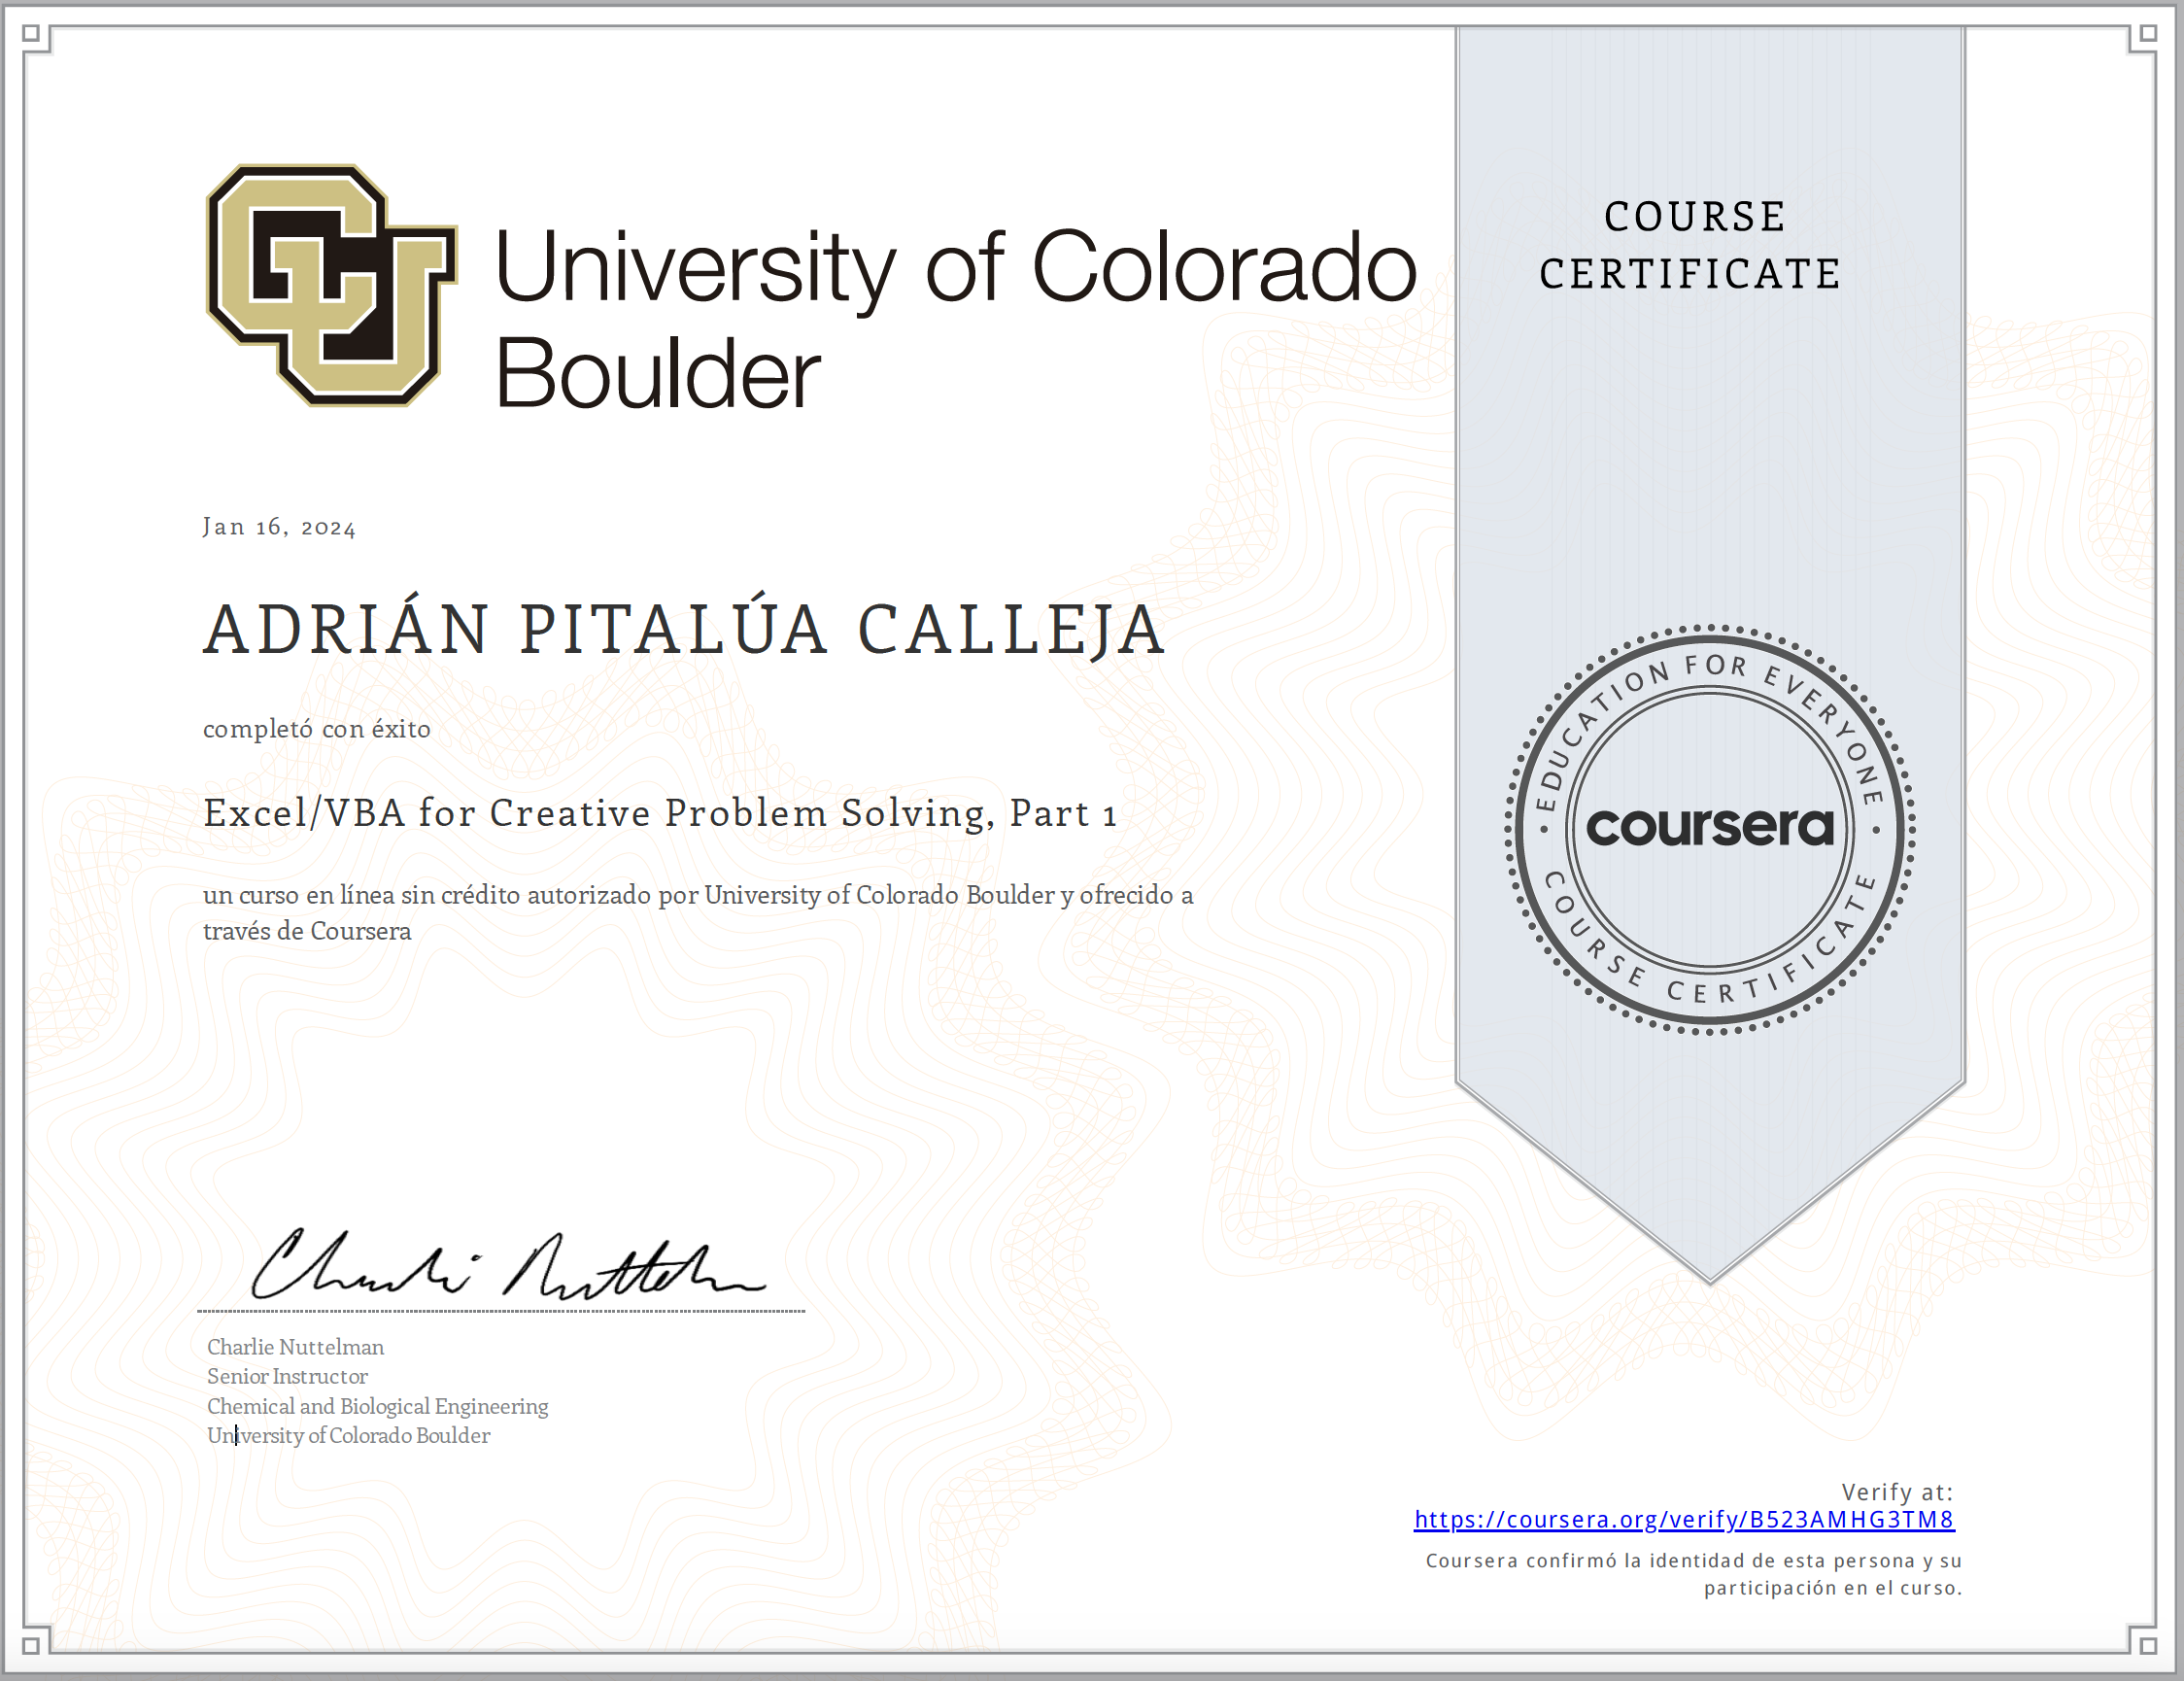 University of Colorado
Boulder
COURSE
CERTIFICATE
Jan 16, 2024
ADRIÁN PITALÚA CALLEJA
completó con éxito
Excel/VBA for Creative Problem Solving, Part 1
un curso en línea sin crédito autorizado por University of Colorado Boulder y ofrecido a
través de Coursera
EDUCATION FOR EVERYONE
coursera
COURSE CERTIFICATE
Charlie Nuttelman
Charlie Nuttelman
Senior Instructor
Chemical and Biological Engineering
University of Colorado Boulder
Verify at:
https://coursera.org/verify/B523AMHG3TM8
Coursera confirmó la identidad de esta persona y su
participación en el curso.